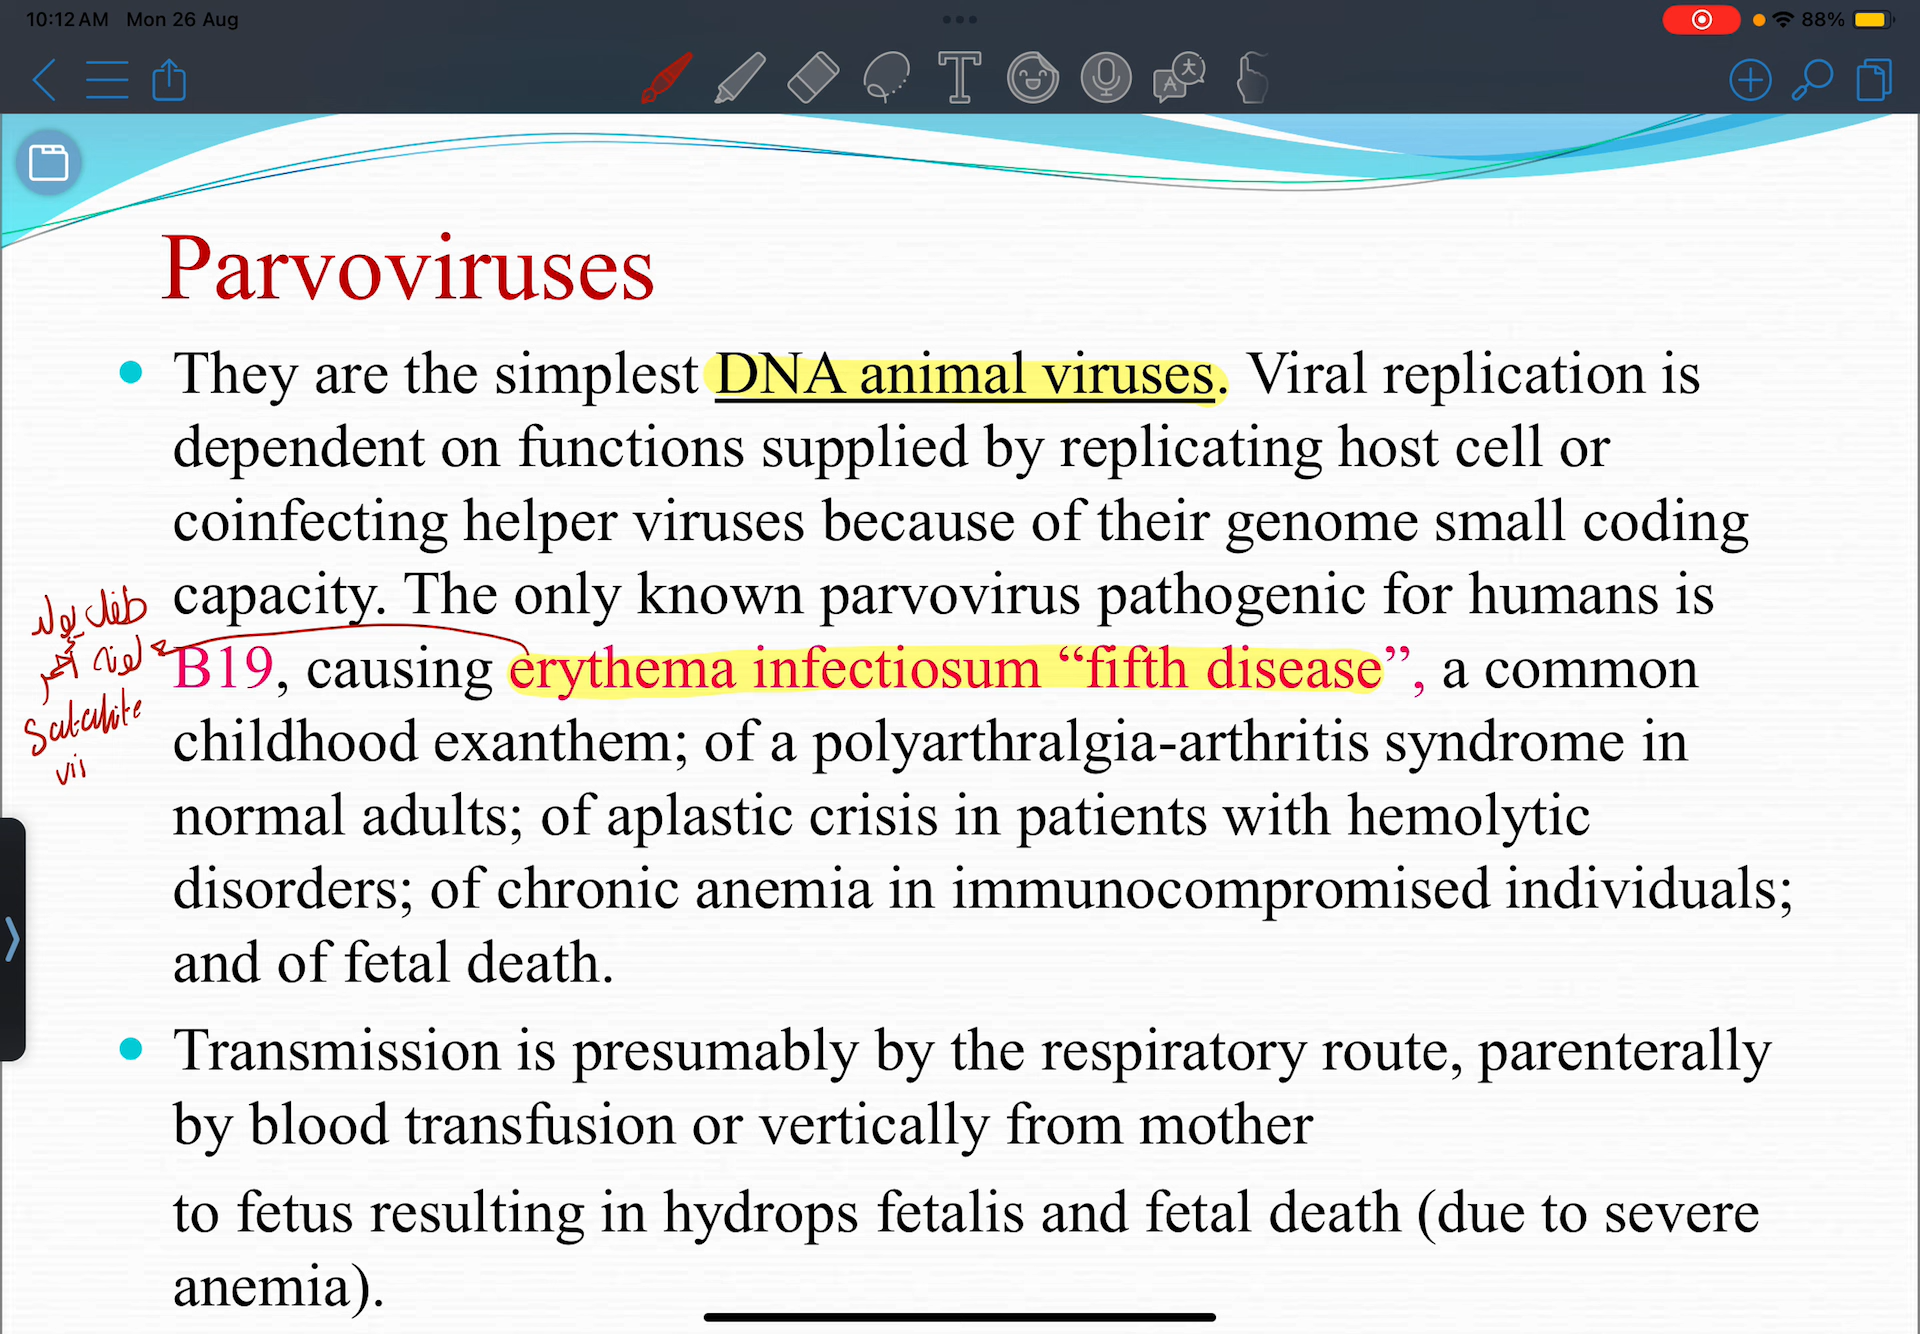 10:12 AM Mon 26 Aug
88%
Parvoviruses
They are the simplest DNA animal viruses. Viral replication is
dependent on functions supplied by replicating host cell or
coinfecting helper viruses because of their genome small coding
capacity. The only known parvovirus pathogenic for humans is
B19, causing erythema infectiosum “fifth disease”, a common
childhood exanthem; of a polyarthralgia-arthritis syndrome in
normal adults; of aplastic crisis in patients with hemolytic
disorders; of chronic anemia in immunocompromised individuals;
and of fetal death.
طفل يولد
لونه أحمر
vii
Transmission is presumably by the respiratory route, parenterally
by blood transfusion or vertically from mother
to fetus resulting in hydrops fetalis and fetal death (due to severe
anemia).